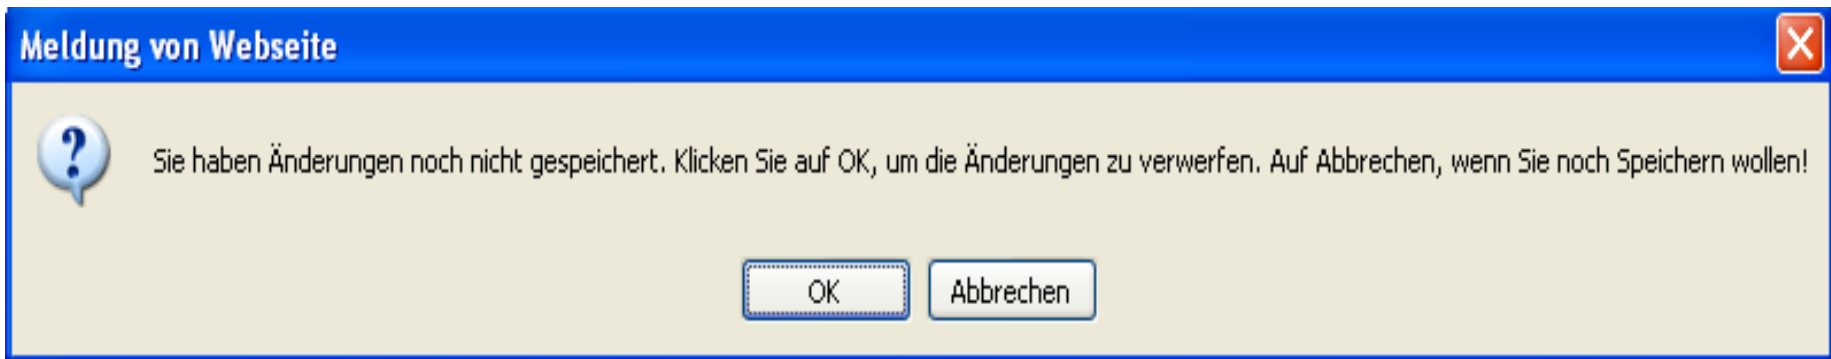 Meldung von Webseite
Sie haben Änderungen noch nicht gespeichert. Klicken Sie auf OK, um die Änderungen zu verwerfen. Auf Abbrechen, wenn Sie noch Speichern wollen!
OK
Abbrechen